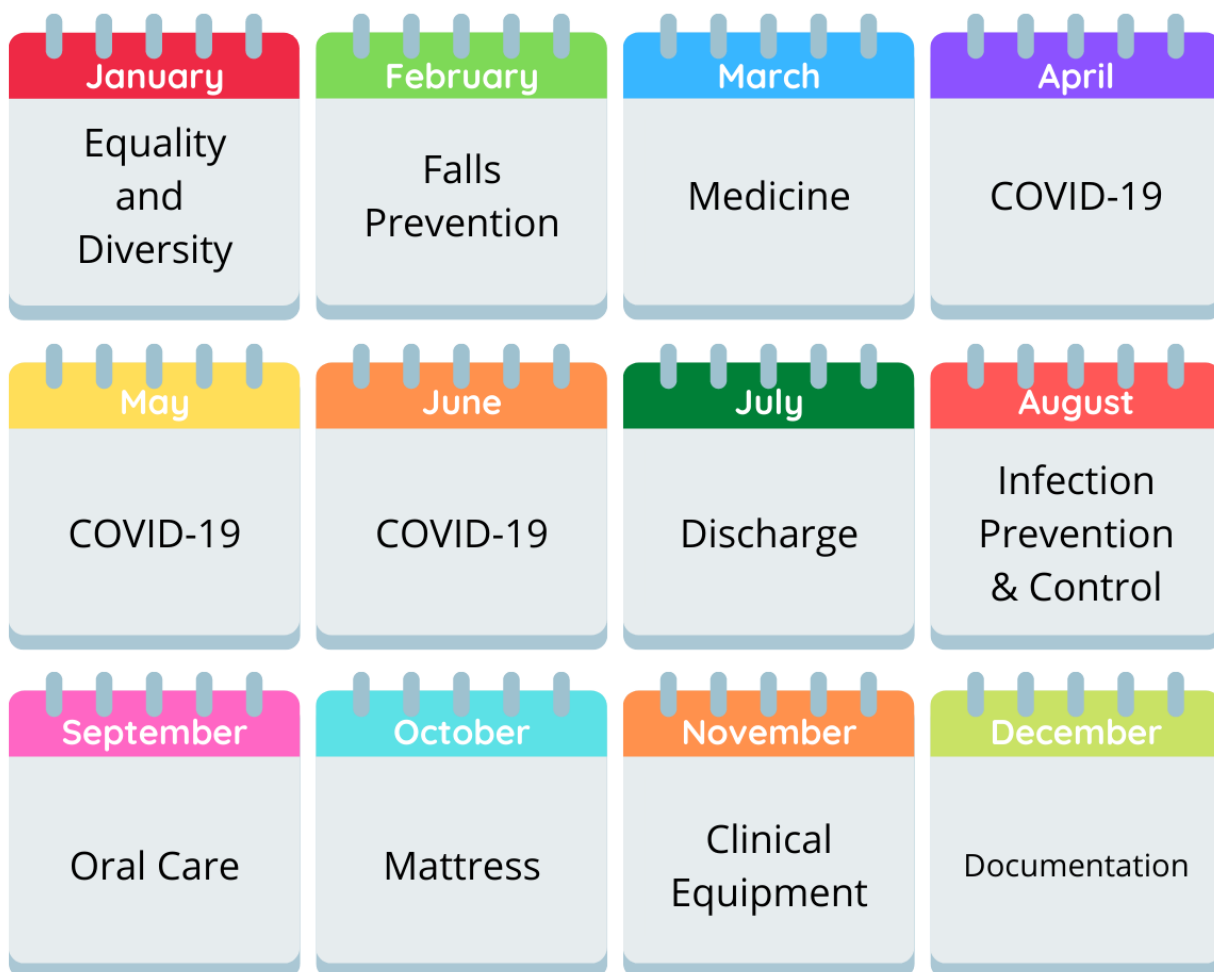 January
Equality
and
Diversity
February
Falls
Prevention
March
Medicine
April
COVID-19
May
COVID-19
June
COVID-19
July
Discharge
August
Infection
Prevention
& Control
September
Oral Care
October
Mattress
November
Clinical
Equipment
December
Documentation